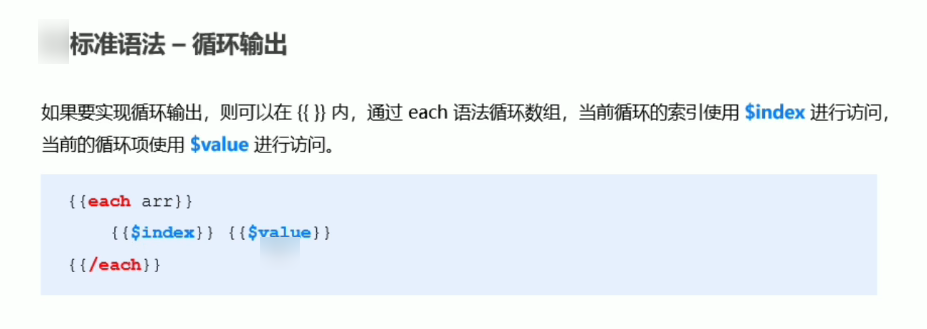 标准语法 – 循环输出
如果要实现循环输出，则可以在 {{ }} 内，通过 each 语法循环数组，当前循环的索引使用 $index 进行访问，
当前的循环项使用 $value 进行访问。
{{each arr}}
{{$index}} {{$value}}
{{/each}}